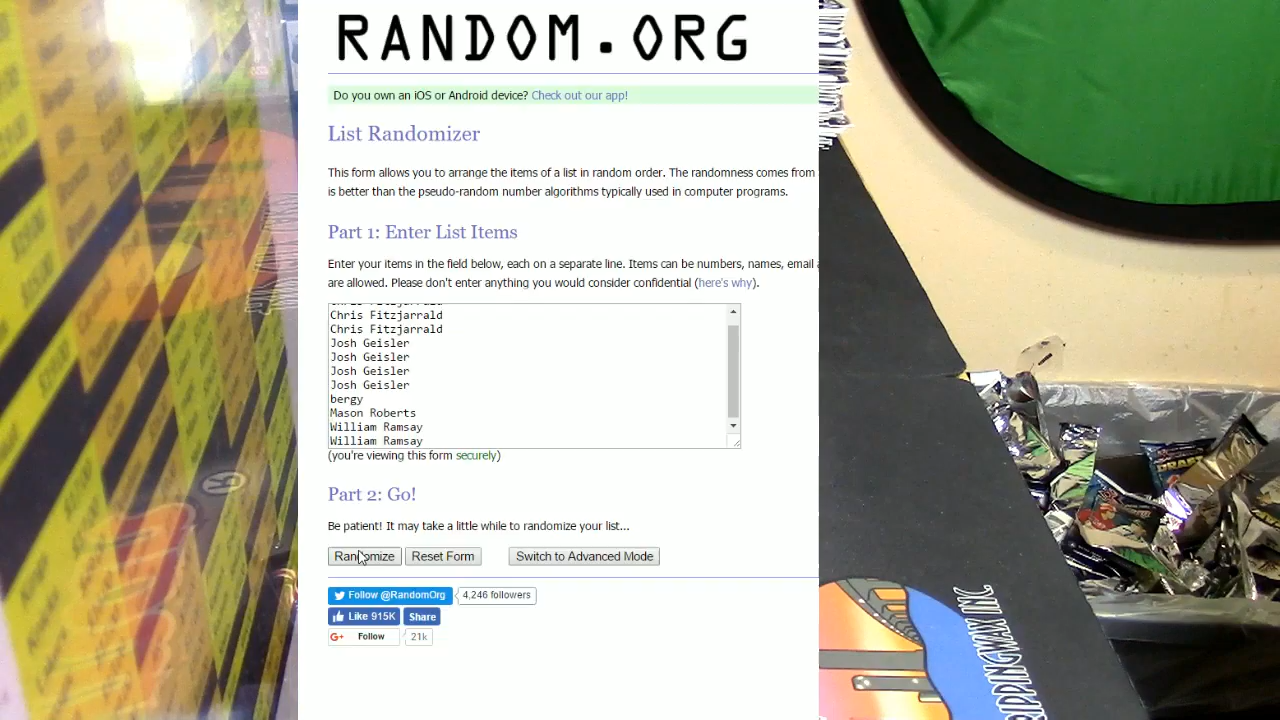 RANDOM.ORG
Do you own an iOS or Android device? Check out our app!
List Randomizer
This form allows you to arrange the items of a list in random order. The randomness comes from
is better than the pseudo-random number algorithms typically used in computer programs.
Part 1: Enter List Items
Enter your items in the field below, each on a separate line. Items can be numbers, names, email
are allowed. Please don't enter anything you would consider confidential (here's why).
Chris Fitzjarrald
Chris Fitzjarrald
Chris Fitzjarrald
Josh Geisler
Josh Geisler
Josh Geisler
Josh Geisler
bergy
Mason Roberts
William Ramsay
William Ramsay
(you're viewing this form securely)
Part 2: Go!
Be patient! It may take a little while to randomize your list...
Randomize Reset Form Switch to Advanced Mode
Follow @RandomOrg 4,246 followers
Like 915K Share
G+ Follow 21k
RIPPINGWAX INC